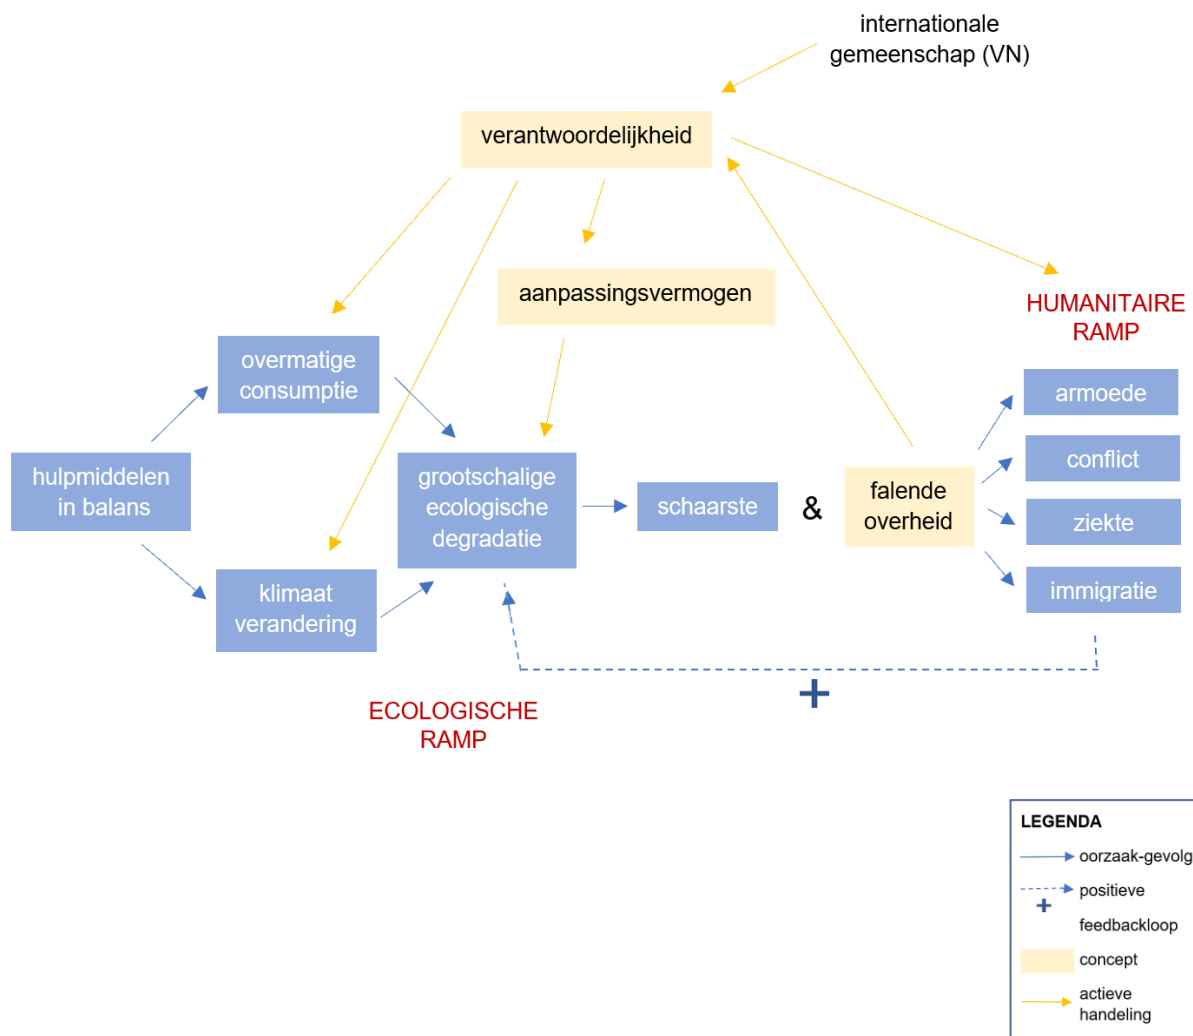 internationale
gemeenschap (VN)
verantwoordelijkheid
aanpassingsvermogen
HUMANITAIRE
RAMP
overmatige
consumptie
armoede
hulpmiddelen
in balans
grootschalige
ecologische
degradatie
schaarste
&
falende
overheid
conflict
ziekte
klimaat
verandering
immigratie
+
ECOLOGISCHE
RAMP
LEGENDA
oorzaak-gevolg
positieve
+
feedbackloop
concept
actieve
handeling